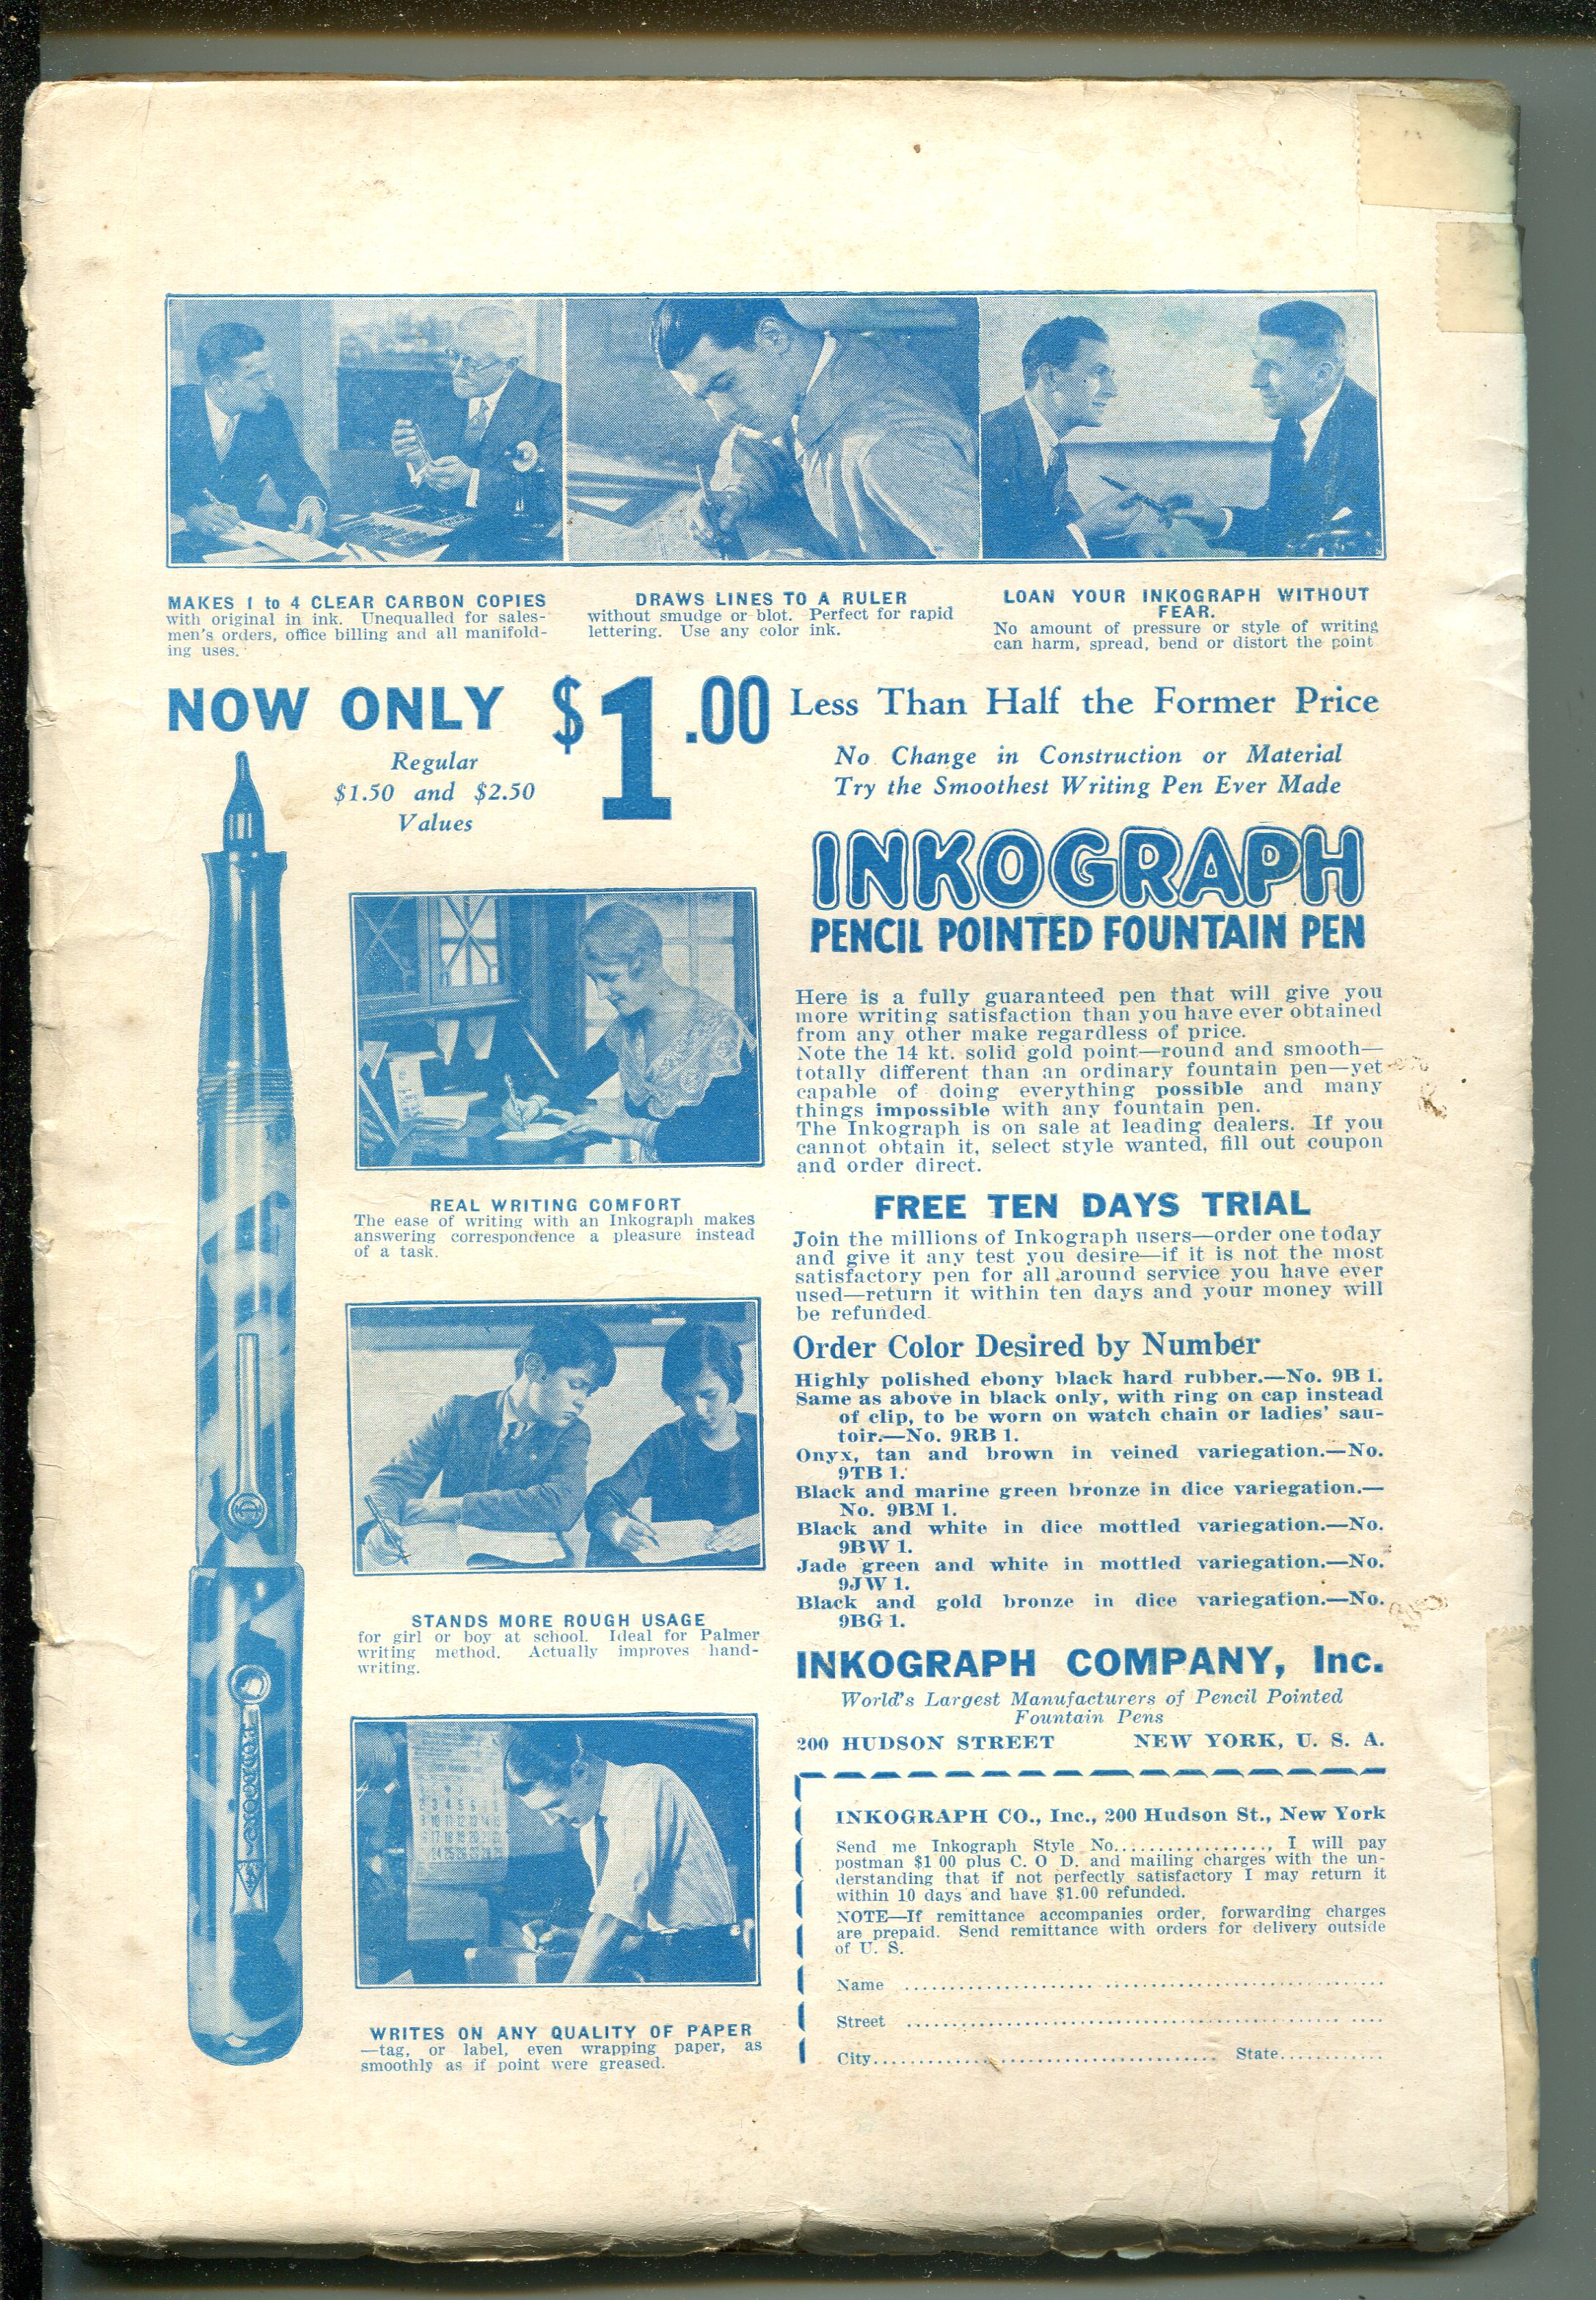 MAKES 1 to 4 CLEAR CARBON COPIES
with original in ink. Unequalled for sales-
men's orders, office billing and all manifold-
ing uses.
DRAWS LINES TO A RULER
without smudge or blot. Perfect for rapid
lettering. Use any color ink.
LOAN YOUR INKOGRAPH WITHOUT
FEAR.
No amount of pressure or style of writing
can harm, spread, bend or distort the point
NOW ONLY $1.00
Less Than Half the Former Price
Regular
$1.50 and $2.50
Values
No Change in Construction or Material
Try the Smoothest Writing Pen Ever Made
INKOGRAPH
PENCIL POINTED FOUNTAIN PEN
Here is a fully guaranteed pen that will give you
more writing satisfaction than you have ever obtained
from any other make regardless of price.
Note the 14 kt. solid gold point—round and smooth—
totally different than an ordinary fountain pen—yet
capable of doing everything possible and many
things impossible with any fountain pen.
The Inkograph is on sale at leading dealers. If you
cannot obtain it, select style wanted, fill out coupon
and order direct.
REAL WRITING COMFORT
The ease of writing with an Inkograph makes
answering correspondence a pleasure instead
of a task.
FREE TEN DAYS TRIAL
Join the millions of Inkograph users—order one today
and give it any test you desire—if it is not the most
satisfactory pen for all around service you have ever
used—return it within ten days and your money will
be refunded.
Order Color Desired by Number
Highly polished ebony black hard rubber.—No. 9B 1.
Same as above in black only, with ring on cap instead
of clip, to be worn on watch chain or ladies' sau-
toir.—No. 9RB 1.
Onyx, tan and brown in veined variegation.—No.
9TB 1.
Black and marine green bronze in dice variegation.—
No. 9BM 1.
Black and white in dice mottled variegation.—No.
9BW 1.
Jade green and white in mottled variegation.—No.
9JW 1.
Black and gold bronze in dice variegation.—No.
9BG 1.
STANDS MORE ROUGH USAGE
for girl or boy at school. Ideal for Palmer
writing method. Actually improves hand-
writing.
INKOGRAPH COMPANY, Inc.
World's Largest Manufacturers of Pencil Pointed
Fountain Pens
200 HUDSON STREET NEW YORK, U. S. A.
INKOGRAPH
WRITES ON ANY QUALITY OF PAPER
—tag, or label, even wrapping paper, as
smoothly as if point were greased.
INKOGRAPH CO., Inc., 200 Hudson St., New York
Send me Inkograph Style No................., I will pay
postman $1 00 plus C. O D. and mailing charges with the un-
derstanding that if not perfectly satisfactory I may return it
within 10 days and have $1.00 refunded.
NOTE—If remittance accompanies order, forwarding charges
are prepaid. Send remittance with orders for delivery outside
of U. S.
Name
Street
City State